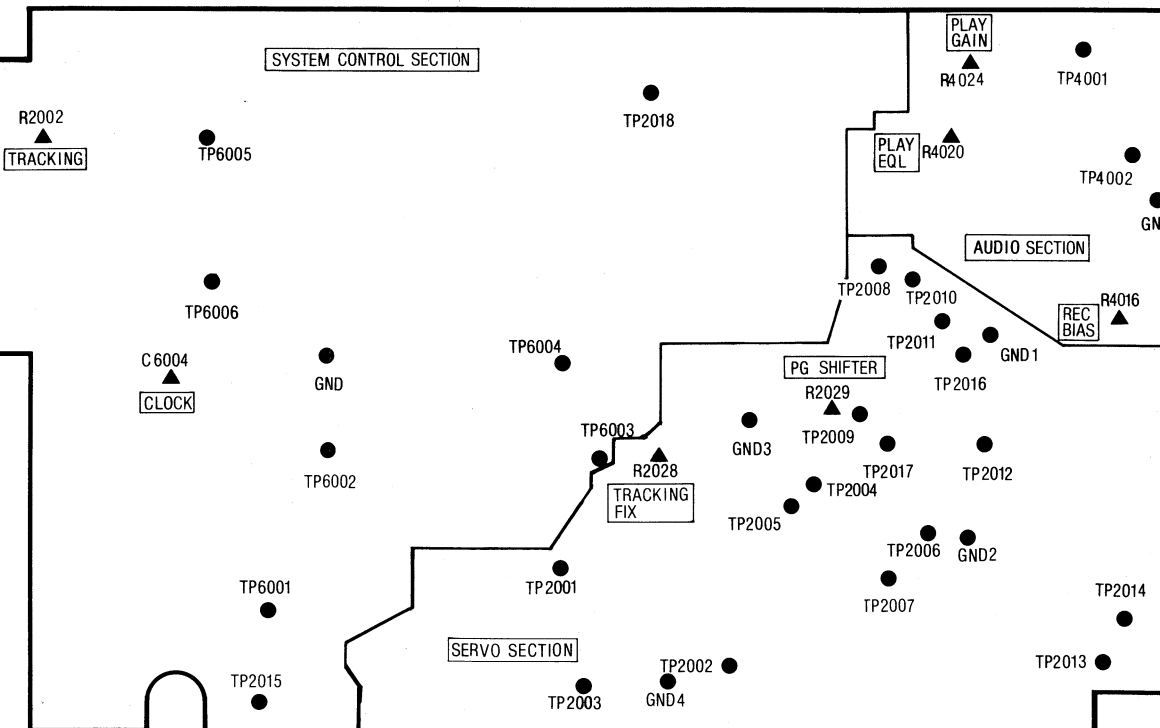 PLAY
GAIN
SYSTEM CONTROL SECTION
R4024
TP4001
R2002
TP2018
TRACKING
TP6005
PLAY
EQL
R4020
TP4002
GN
AUDIO SECTION
TP2008
TP2010
R4016
TP6006
REC
BIAS
TP2011
GND1
TP6004
C6004
PG SHIFTER
TP2016
GND
CLOCK
R2029
TP6003
GND3
TP2009
R2028
TP2017
TP2012
TP6002
TRACKING
FIX
TP2004
TP2005
TP2006
GND2
TP6001
TP2001
TP2007
TP2014
SERVO SECTION
TP2002
TP2013
TP2015
TP2003
GND4